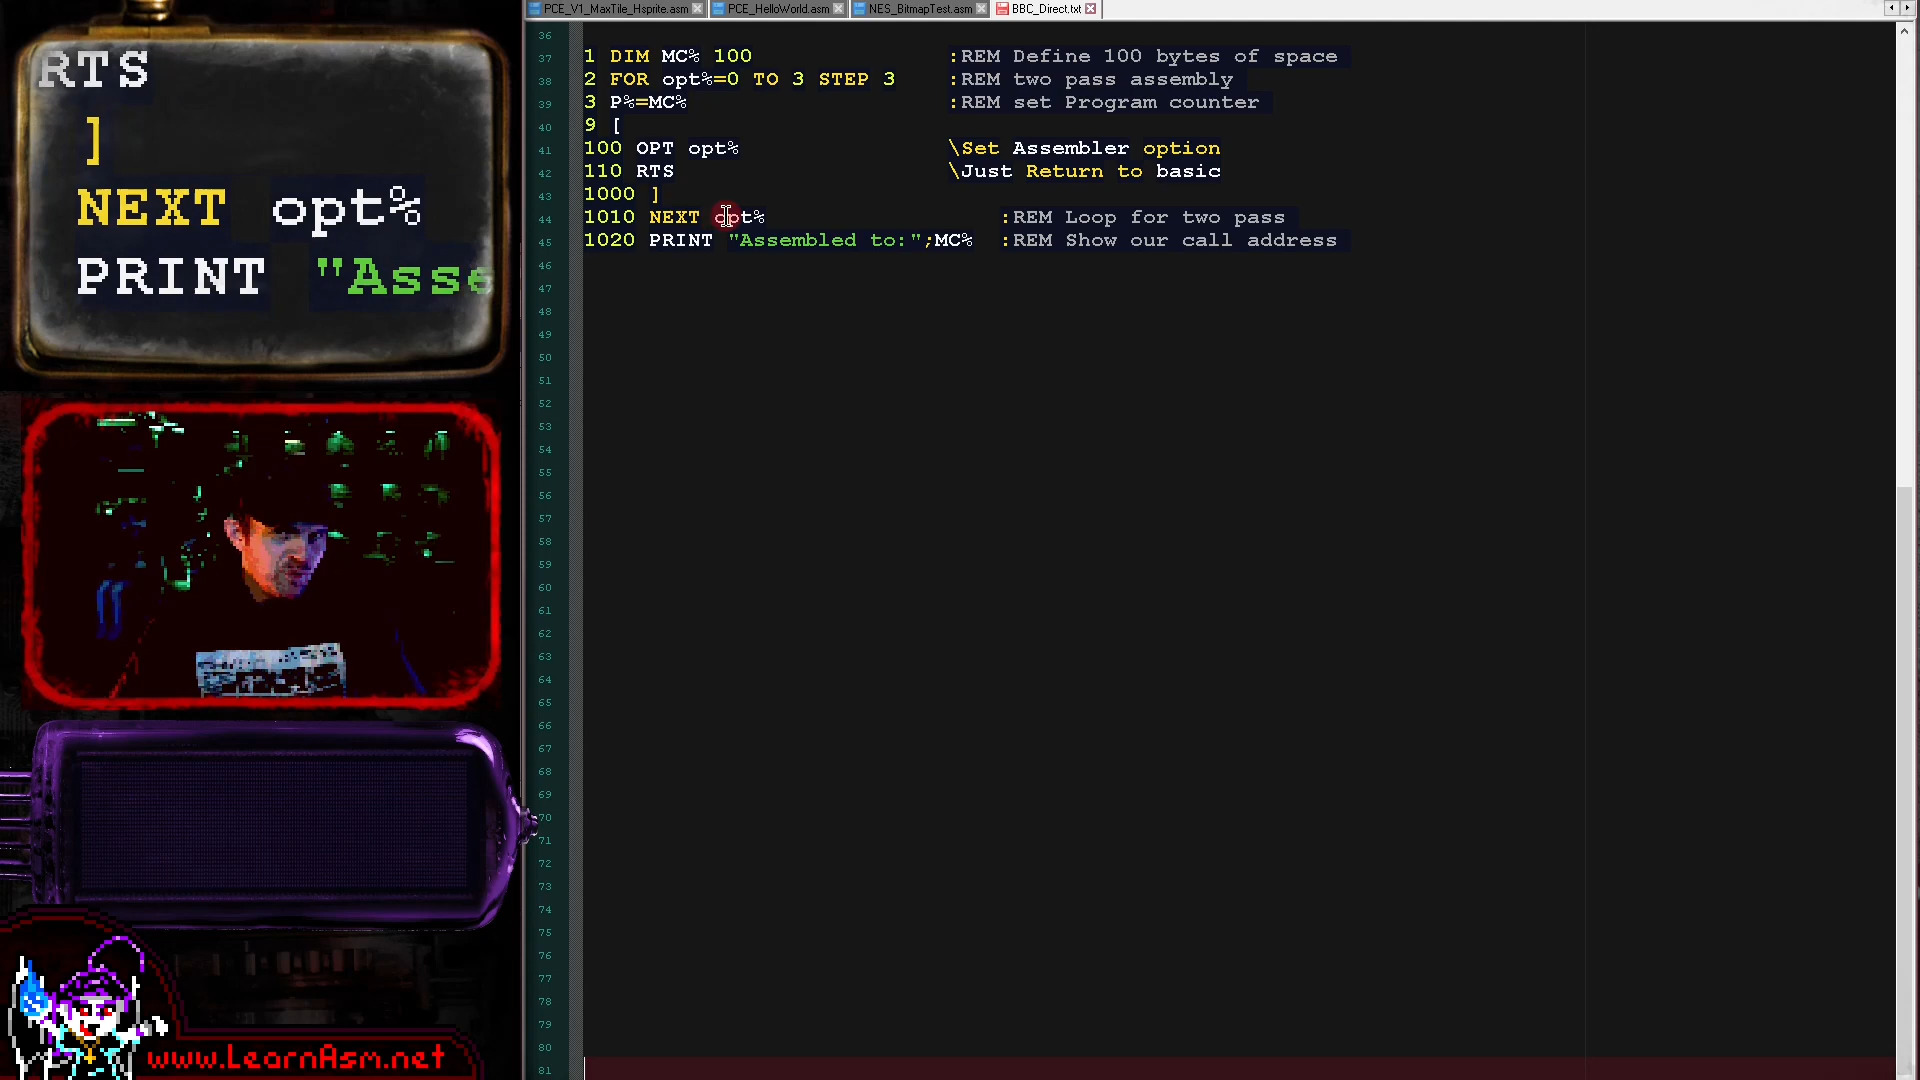 RTS
]
NEXT opt%
PRINT "Asse
www.LearnAsm.net
PCE_V1_MaxTile_Hsprite.asm PCE_HelloWorld.asm NES_BitmapTest.asm BBC_Direct.txt
36
37 1 DIM MC% 100 :REM Define 100 bytes of space
38 2 FOR opt%=0 TO 3 STEP 3 :REM two pass assembly
39 3 P%=MC% :REM set Program counter
40 9 [
41 100 OPT opt% \Set Assembler option
42 110 RTS \Just Return to basic
43 1000 ]
44 1010 NEXT opt% :REM Loop for two pass
45 1020 PRINT "Assembled to:";MC% :REM Show our call address
46
47
48
49
50
51
52
53
54
55
56
57
58
59
60
61
62
63
64
65
66
67
68
69
70
71
72
73
74
75
76
77
78
79
80
81